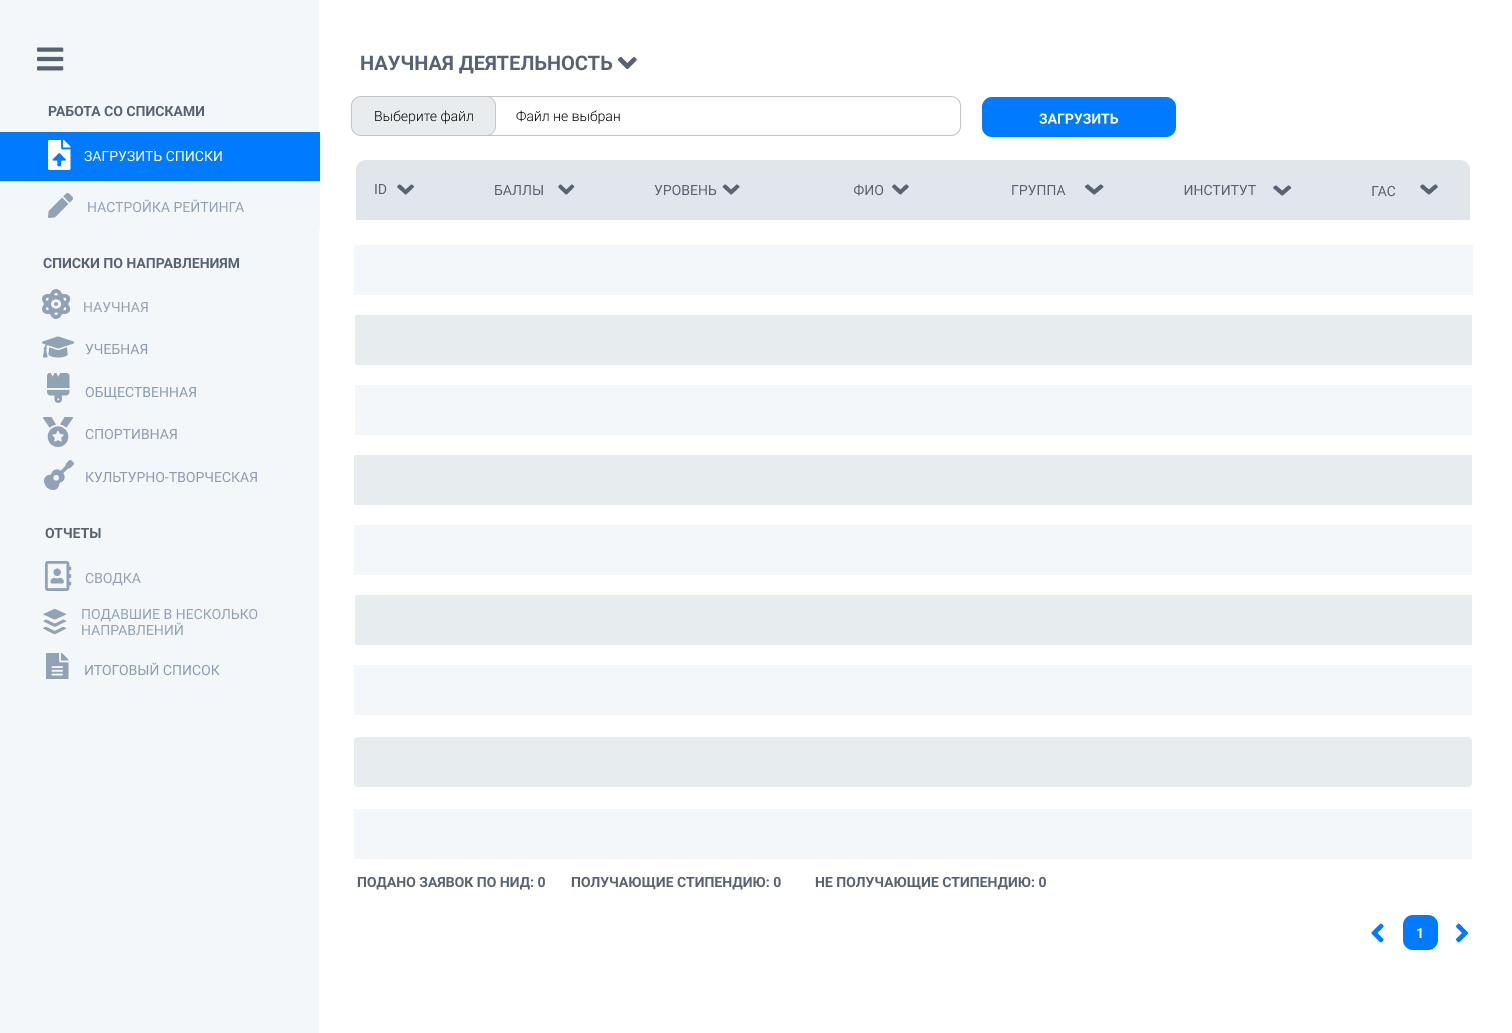 РАБОТА СО СПИСКАМИ
ЗАГРУЗИТЬ СПИСКИ
НАСТРОЙКА РЕЙТИНГА
СПИСКИ ПО НАПРАВЛЕНИЯМ
НАУЧНАЯ
УЧЕБНАЯ
ОБЩЕСТВЕННАЯ
СПОРТИВНАЯ
КУЛЬТУРНО-ТВОРЧЕСКАЯ
ОТЧЕТЫ
СВОДКА
ПОДАВШИЕ В НЕСКОЛЬКО
НАПРАВЛЕНИЙ
ИТОГОВЫЙ СПИСОК
НАУЧНАЯ ДЕЯТЕЛЬНОСТЬ
Выберите файл Файл не выбран ЗАГРУЗИТЬ
ID БАЛЛЫ УРОВЕНЬ ФИО ГРУППА ИНСТИТУТ ГАС
ПОДАНО ЗАЯВОК ПО НИД: 0 ПОЛУЧАЮЩИЕ СТИПЕНДИЮ: 0 НЕ ПОЛУЧАЮЩИЕ СТИПЕНДИЮ: 0
1